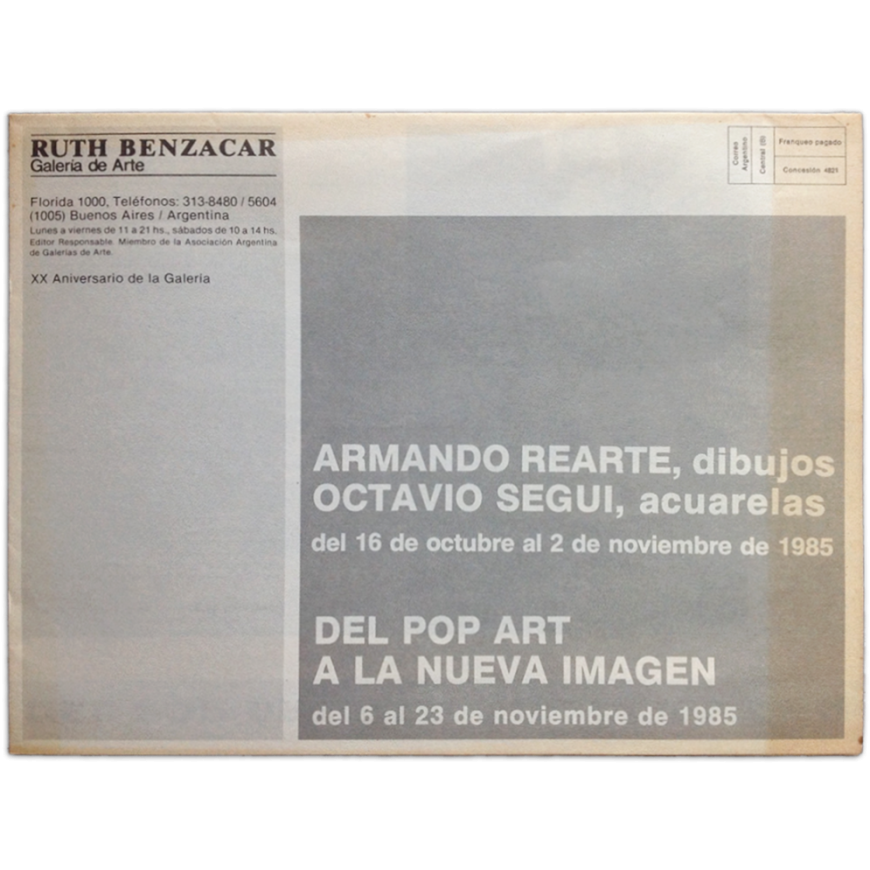 RUTH BENZACAR
Galería de Arte
Florida 1000, Teléfonos: 313-8480 / 5604
(1005) Buenos Aires / Argentina
Lunes a viernes de 11 a 21 hs., sábados de 10 a 14 hs.
Editor Responsable. Miembro de la Asociación Argentina
de Galerías de Arte.
XX Aniversario de la Galería
Correo
Argentino
Central (B)
Franqueo pagado
Concesión 4821
ARMANDO REARTE, dibujos
OCTAVIO SEGUI, acuarelas
del 16 de octubre al 2 de noviembre de 1985
DEL POP ART
A LA NUEVA IMAGEN
del 6 al 23 de noviembre de 1985